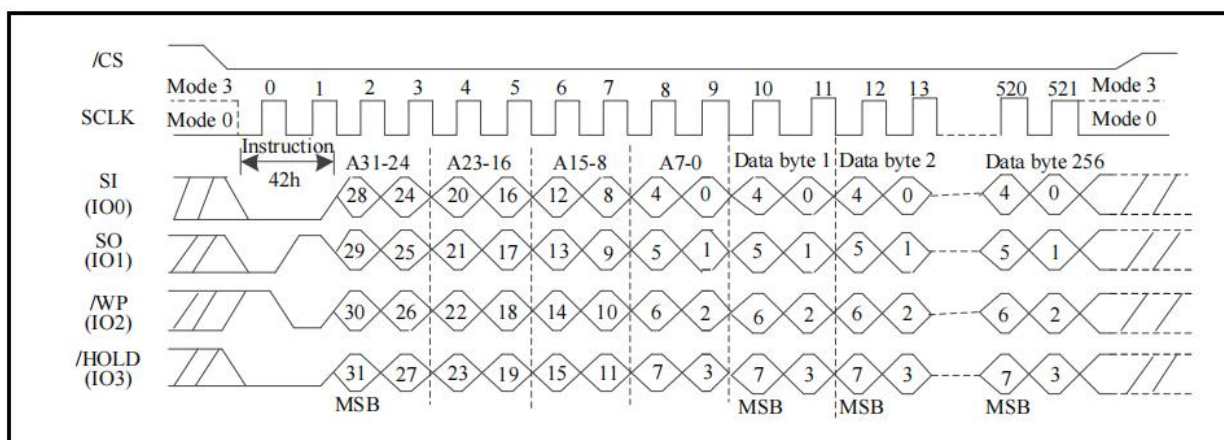 /CS
Mode 3 0 1 2 3 4 5 6 7 8 9 10 11 12 13 520 521 Mode 3
SCLK Mode 0 Mode 0
Instruction A31-24 A23-16 A15-8 A7-0 Data byte 1 Data byte 2 Data byte 256
42h
SI
(IO0) 28 24 20 16 12 8 4 0 4 0 4 0 4 0
SO
(IO1) 29 25 21 17 13 9 5 1 5 1 5 1 5 1
/WP
(IO2) 30 26 22 18 14 10 6 2 6 2 6 2 6 2
/HOLD
(IO3) 31 27 23 19 15 11 7 3 7 3 7 3 7 3
MSB MSB MSB MSB